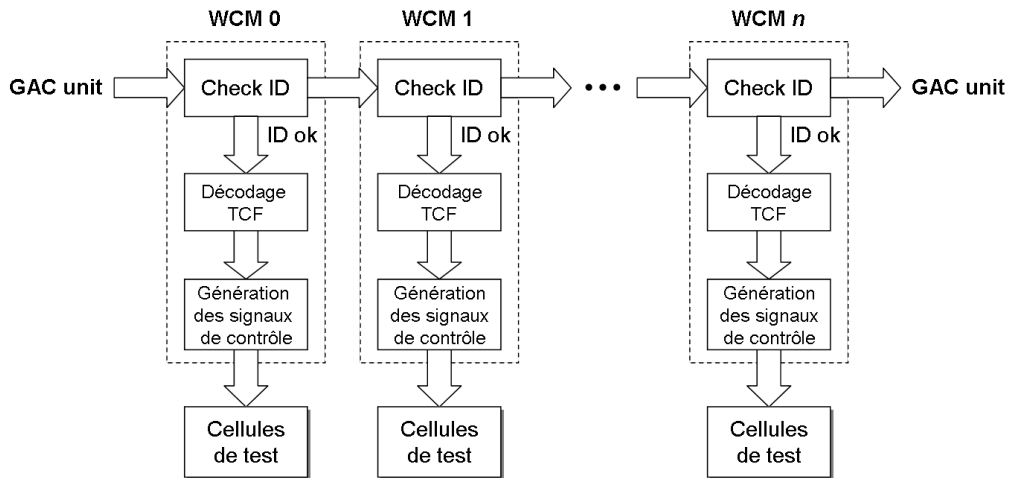 WCM 0
WCM 1
WCM n
GAC unit
Check ID
Check ID
• • •
Check ID
GAC unit
ID ok
ID ok
ID ok
Décodage
TCF
Décodage
TCF
Décodage
TCF
Génération
des signaux
de contrôle
Génération
des signaux
de contrôle
Génération
des signaux
de contrôle
Cellules
de test
Cellules
de test
Cellules
de test